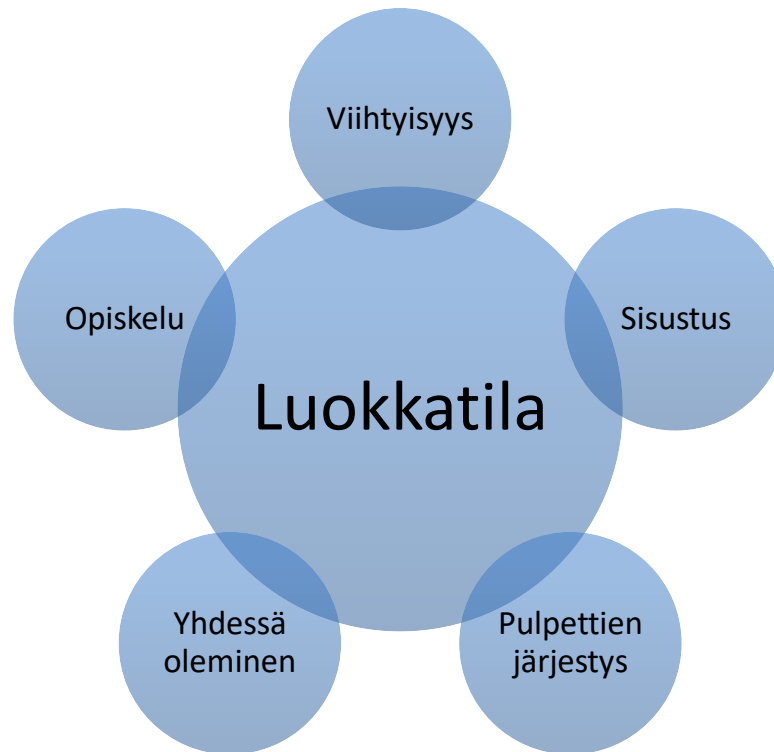 Viihtyisyys
Opiskelu
Sisustus
Luokkatila
Yhdessä
oleminen
Pulpettien
järjestys